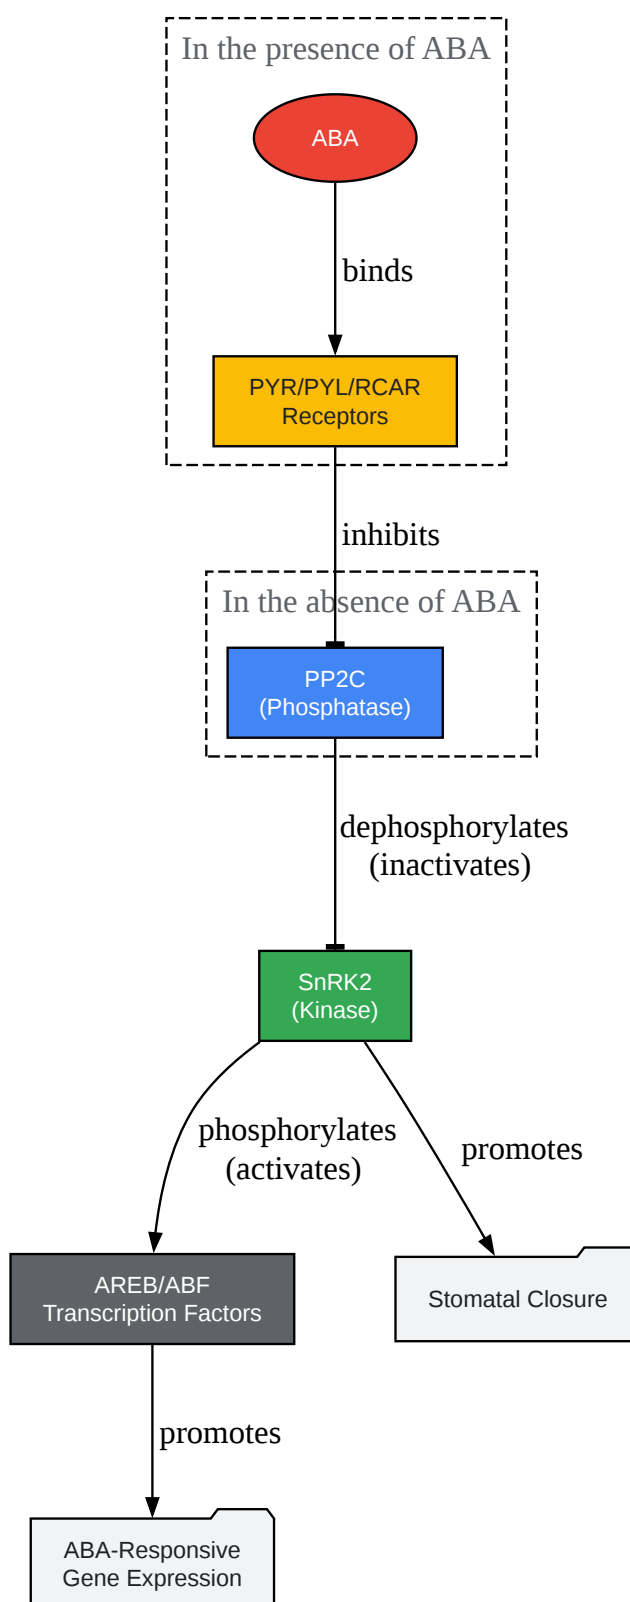 In the presence of ABA
ABA
binds
PYR/PYL/RCAR
Receptors
inhibits
In the absence of ABA
PP2C
(Phosphatase)
dephosphorylates
(inactivates)
SnRK2
(Kinase)
phosphorylates
(activates)
promotes
AREB/ABF
Transcription Factors
Stomatal Closure
promotes
ABA-Responsive
Gene Expression